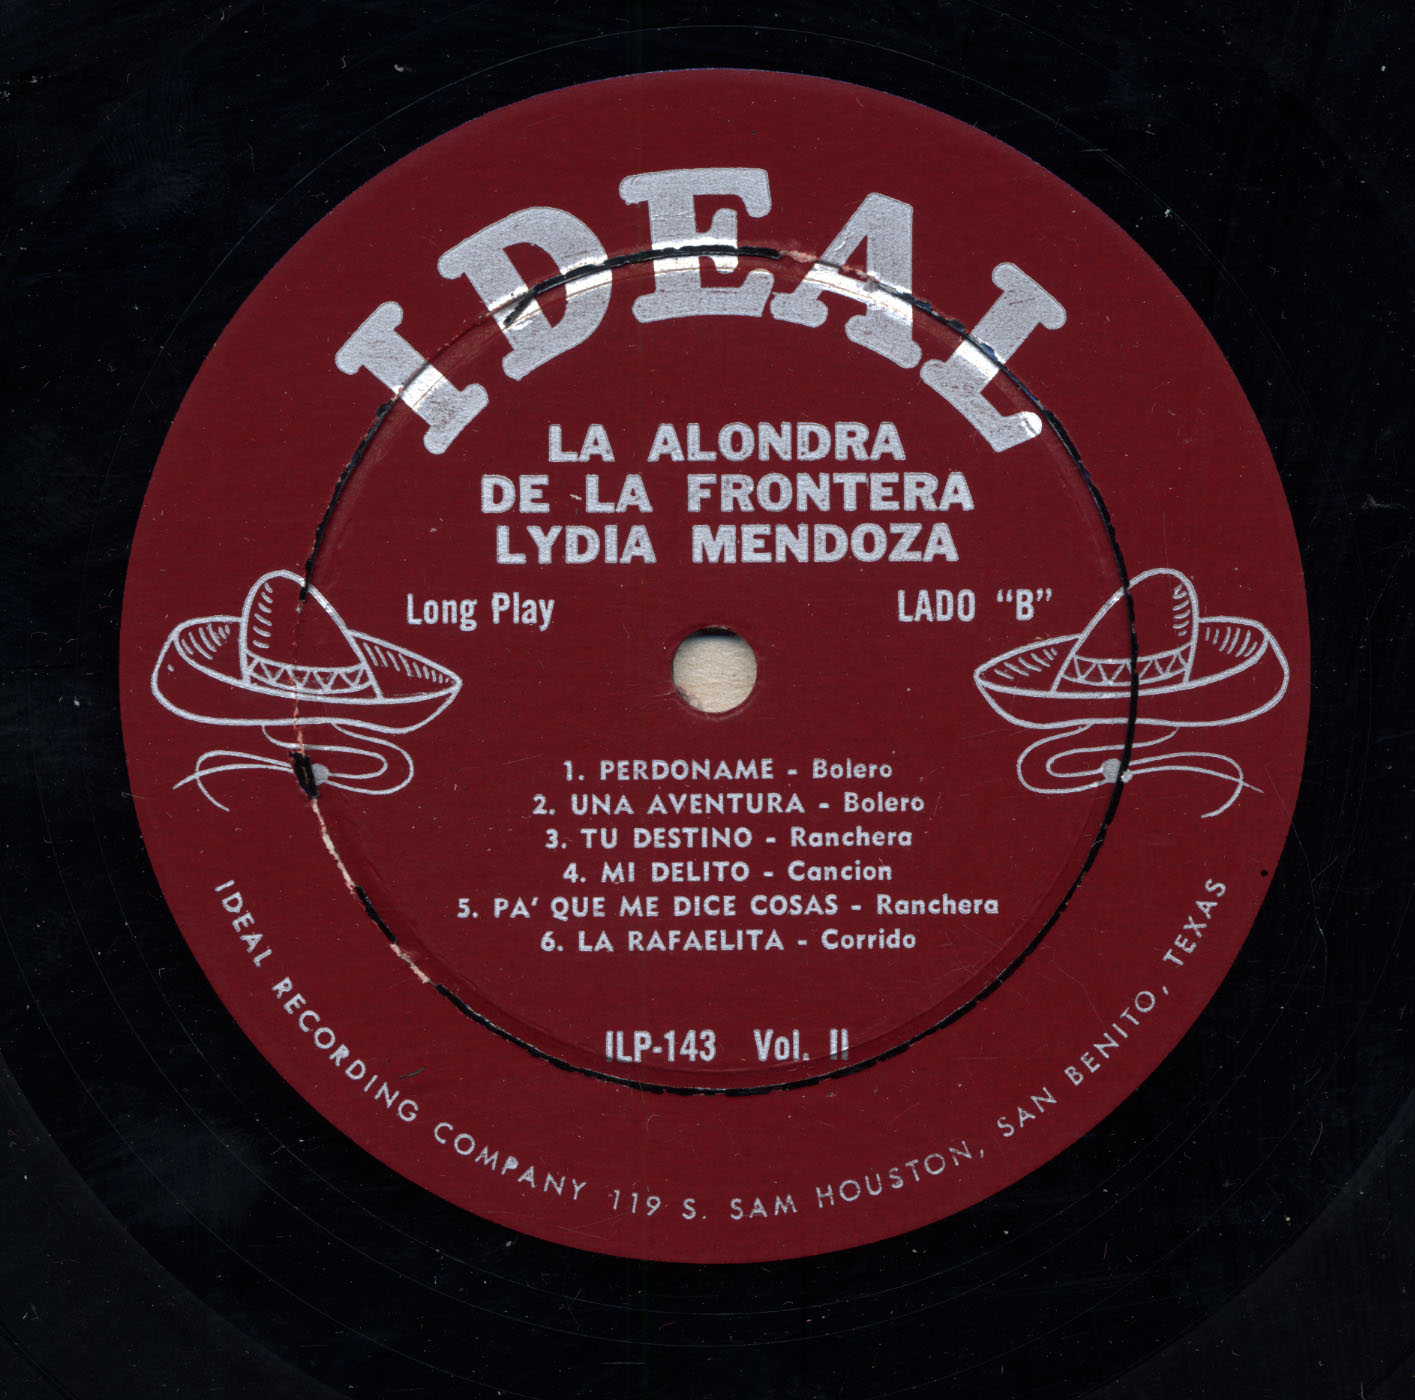 IDEAL
LA ALONDRA
DE LA FRONTERA
LYDIA MENDOZA
Long Play
LADO "B"
1. PERDONAME - Bolero
2. UNA AVENTURA - Bolero
3. TU DESTINO - Ranchera
4. MI DELITO - Cancion
5. PA' QUE ME DICE COSAS - Ranchera
6. LA RAFAELITA - Corrido
ILP-143 Vol. II
IDEAL RECORDING COMPANY 119 S. SAM HOUSTON, SAN BENITO, TEXAS